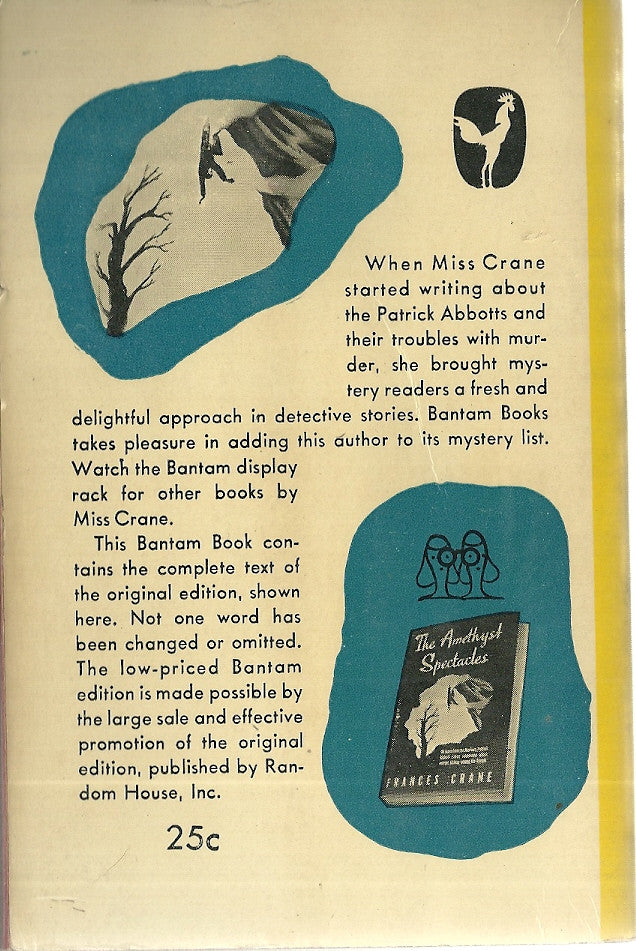 When Miss Crane
started writing about
the Patrick Abbotts and
their troubles with mur-
der, she brought mys-
tery readers a fresh and
delightful approach in detective stories. Bantam Books
takes pleasure in adding this author to its mystery list.
Watch the Bantam display
rack for other books by
Miss Crane.
This Bantam Book con-
tains the complete text of
the original edition, shown
here. Not one word has
been changed or omitted.
The low-priced Bantam
edition is made possible by
the large sale and effective
promotion of the original
edition, published by Ran-
dom House, Inc.
25c
The Amethyst
Spectacles
FRANCES CRANE